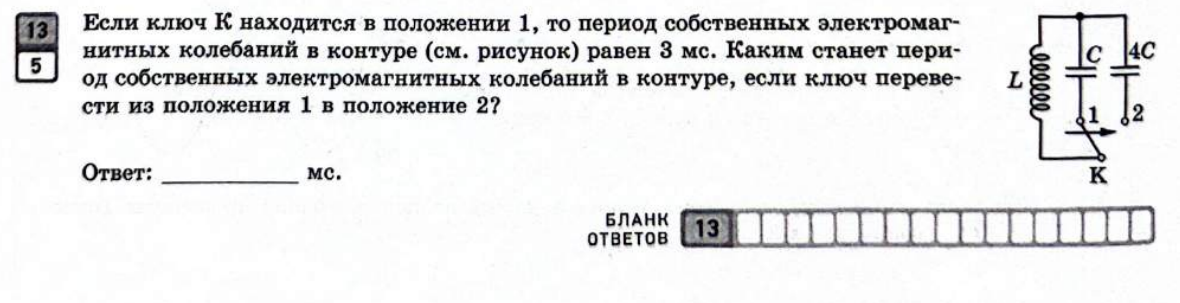 13
5
Если ключ К находится в положении 1, то период собственных электромаг-
нитных колебаний в контуре (см. рисунок) равен 3 мс. Каким станет пери-
од собственных электромагнитных колебаний в контуре, если ключ переве-
сти из положения 1 в положение 2?
L
C
4C
1
2
К
Ответ: ____________ мс.
БЛАНК
ОТВЕТОВ
13